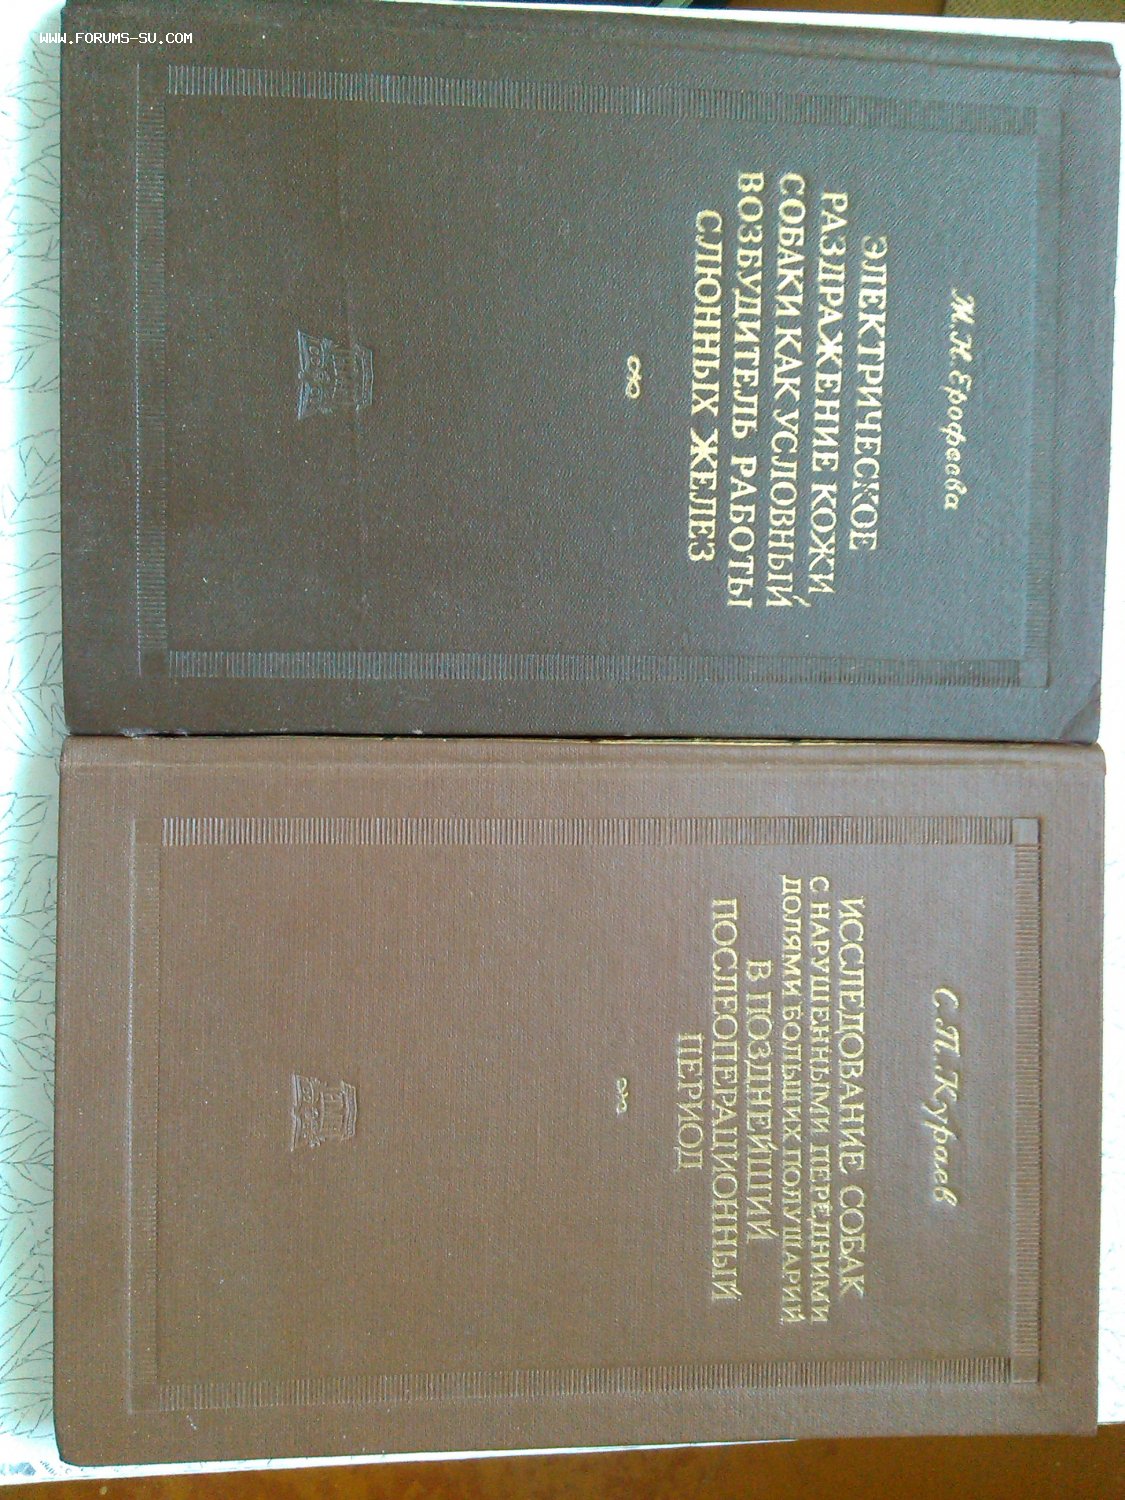 www.forums-su.com
М.Н.Ерофеева
ЭЛЕКТРИЧЕСКОЕ
РАЗДРАЖЕНИЕ КОЖИ
СОБАКИ КАК УСЛОВНЫЙ
ВОЗБУДИТЕЛЬ РАБОТЫ
СЛЮННЫХ ЖЕЛЕЗ
С.П.Кураев
ИССЛЕДОВАНИЕ СОБАК
С НАРУШЕННЫМИ ПЕРЕДНИМИ
ДОЛЯМИ БОЛЬШИХ ПОЛУШАРИЙ
В ПОЗДНЕЙШИЙ
ПОСЛЕОПЕРАЦИОННЫЙ
ПЕРИОД